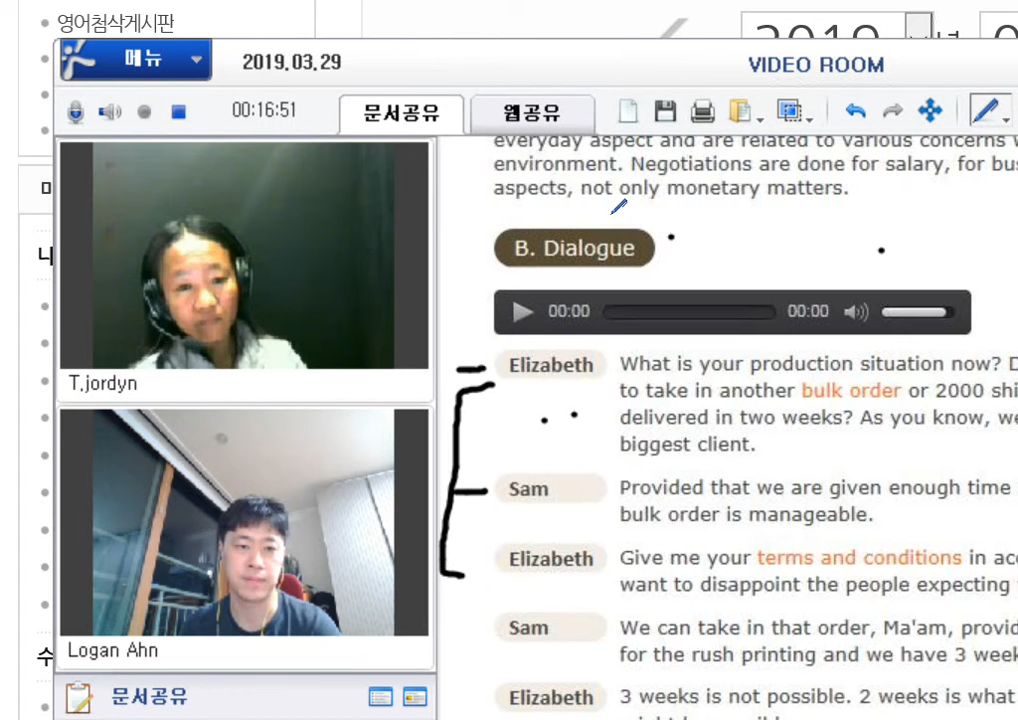 영어첨삭게시판
메뉴
2019.03.29
VIDEO ROOM
00:16:51
문서공유
웹공유
everyday aspect and are related to various concerns
environment. Negotiations are done for salary, for bus
aspects, not only monetary matters.
B. Dialogue
00:00
00:00
T.jordyn
Elizabeth
What is your production situation now? D
to take in another bulk order or 2000 shi
delivered in two weeks? As you know, we
biggest client.
Sam
Provided that we are given enough time
bulk order is manageable.
Elizabeth
Give me your terms and conditions in acc
want to disappoint the people expecting
Logan Ahn
Sam
We can take in that order, Ma'am, provid
for the rush printing and we have 3 week
문서공유
Elizabeth
3 weeks is not possible. 2 weeks is what